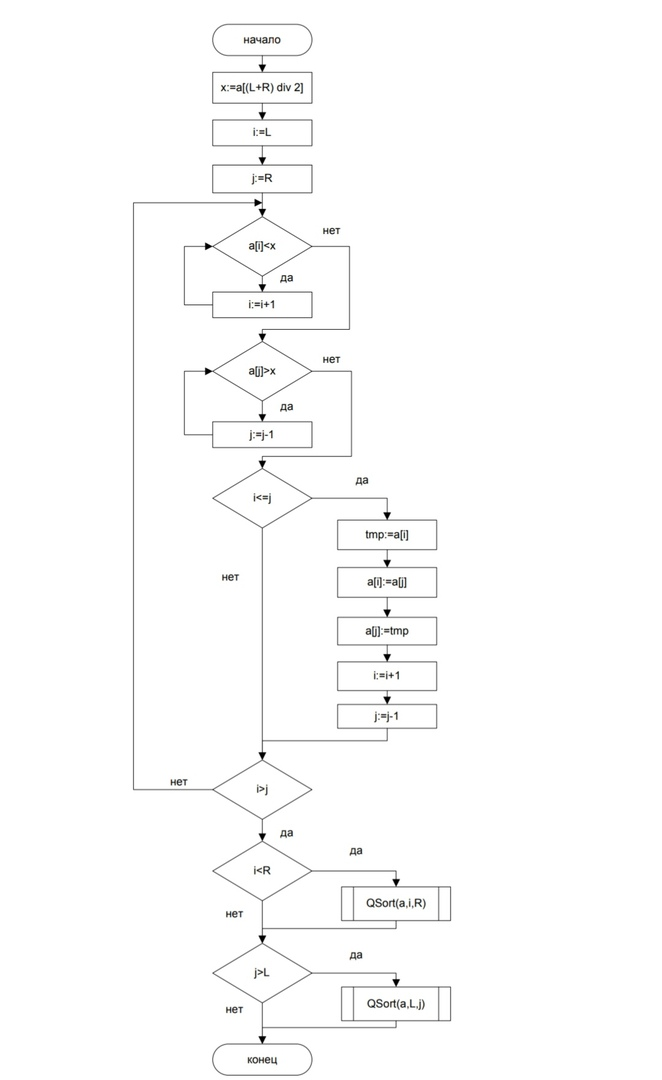 начало
x:=a[(L+R) div 2]
i:=L
j:=R
нет
a[i]<x
да
i:=i+1
нет
a[j]>x
да
j:=j-1
да
i<=j
tmp:=a[i]
нет
a[i]:=a[j]
a[j]:=tmp
i:=i+1
j:=j-1
нет
i>j
да
да
i<R
QSort(a,i,R)
нет
да
j>L
QSort(a,L,j)
нет
конец